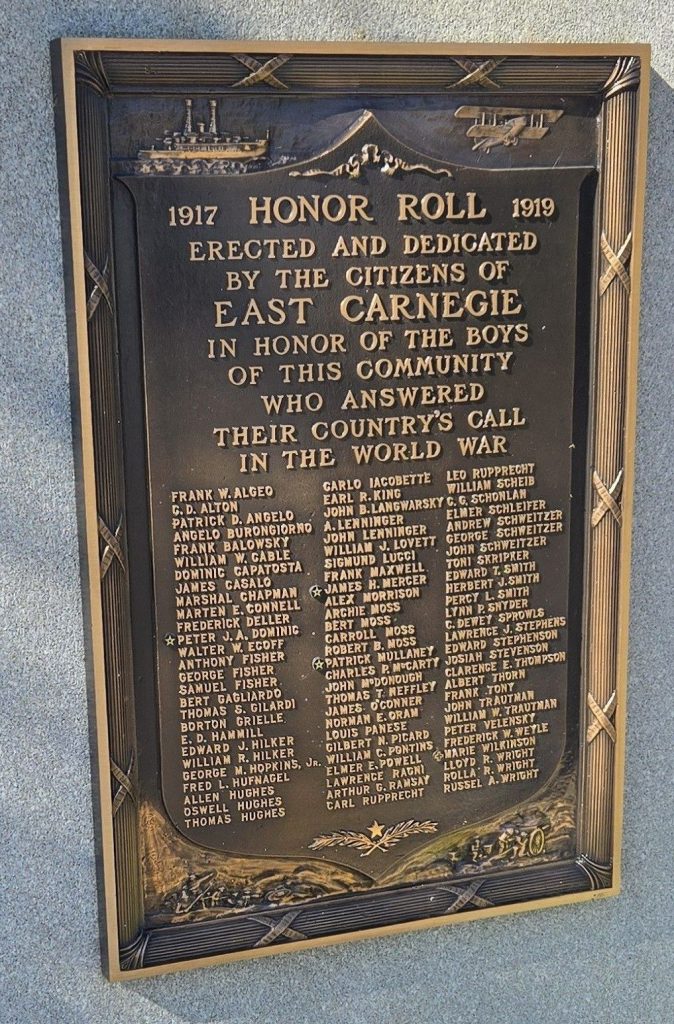 1917 HONOR ROLL 1919
ERECTED AND DEDICATED
BY THE CITIZENS OF
EAST CARNEGIE
IN HONOR OF THE BOYS
OF THIS COMMUNITY
WHO ANSWERED
THEIR COUNTRY'S CALL
IN THE WORLD WAR
FRANK W. ALGEO
C. D. ALTON
PATRICK D. ANGELO
ANGELO BURONGIORNO
FRANK BALOWSKY
WILLIAM W. CABLE
DOMINIC CAPATOSTA
JAMES CASALO
MARSHAL CHAPMAN
MARTEN E. CONNELL
FREDERICK DELLER
PETER J. A. DOMINIC
WALTER W. ECOFF
ANTHONY FISHER
GEORGE FISHER
SAMUEL FISHER
BERT GAGLIARDO
THOMAS S. GILARDI
BORTON GRIELLE
E. D. HAMMILL
EDWARD J. HILKER
WILLIAM R. HILKER
GEORGE M. HOPKINS, JR.
FRED L. HUFNAGEL
ALLEN HUGHES
OSWELL HUGHES
THOMAS HUGHES
CARLO IACOBETTE
EARL R. KING
JOHN B. LANGWARSKY
A. LENNINGER
JOHN LENNINGER
WILLIAM J. LOVETT
SIGMUND LUCCI
FRANK MAXWELL
JAMES H. MERCER
ALEX MORRISON
ARCHIE MOSS
BERT MOSS
CARROLL MOSS
ROBERT B. MOSS
PATRICK MULLANEY
CHARLES P. McCARTY
JOHN McDONOUGH
THOMAS T. NEFFLEY
JAMES O'CONNER
NORMAN E. ORAM
LOUIS PANESE
GILBERT N. PICARD
WILLIAM C. PONTINS
ELMER E. POWELL
LAWRENCE RAGNI
ARTHUR G. RAMSAY
CARL RUPPRECHT
LEO RUPPRECHT
WILLIAM SCHEIB
C. G. SCHONLAN
ELMER SCHLEIFER
ANDREW SCHWEITZER
GEORGE SCHWEITZER
JOHN SCHWEITZER
TONI SKRIPKER
EDWARD T. SMITH
HERBERT J. SMITH
PERCY L. SMITH
LYNN P. SNYDER
C. DEWEY SPROWLS
LAWRENCE J. STEPHENS
EDWARD STEPHENSON
JOSIAH STEVENSON
CLARENCE E. THOMPSON
ALBERT THORN
FRANK TONY
JOHN TRAUTMAN
WILLIAM W. TRAUTMAN
PETER VELENSKY
FREDERICK W. WEYLE
MARIE WILKINSON
LLOYD R. WRIGHT
ROLLA R. WRIGHT
RUSSEL A. WRIGHT